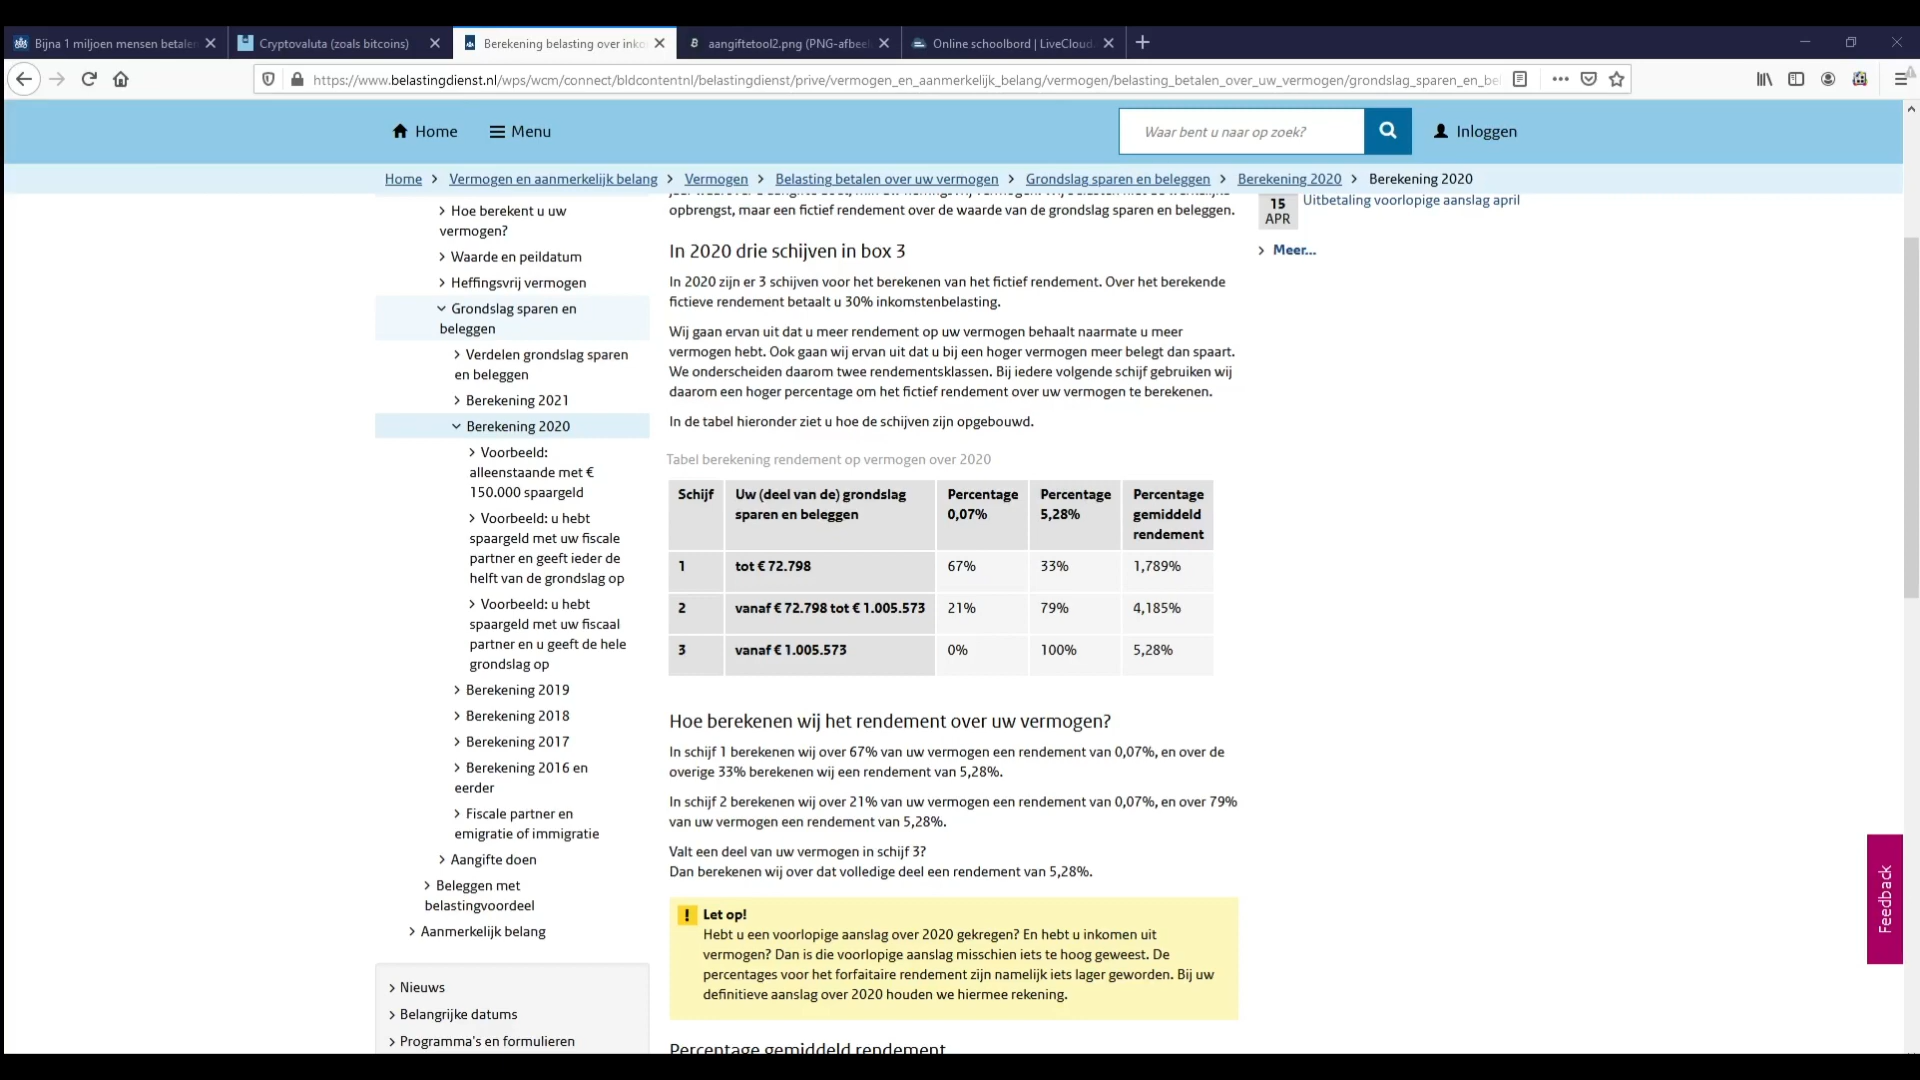 Bijna 1 miljoen mensen betalen
Cryptovaluta (zoals bitcoins)
Berekening belasting over inko
aangiftetool2.png (PNG-afbeel
Online schoolbord | LiveCloud
https://www.belastingdienst.nl/wps/wcm/connect/bldcontentnl/belastingdienst/prive/vermogen_en_aanmerkelijk_belang/vermogen/belasting_betalen_over_uw_vermogen/grondslag_sparen_en_be
Home
Menu
Waar bent u naar op zoek?
Inloggen
Home > Vermogen en aanmerkelijk belang > Vermogen > Belasting betalen over uw vermogen > Grondslag sparen en beleggen > Berekening 2020 > Berekening 2020
> Hoe berekent u uw
vermogen?
> Waarde en peildatum
> Heffingsvrij vermogen
Grondslag sparen en
beleggen
> Verdelen grondslag sparen
en beleggen
> Berekening 2021
Berekening 2020
> Voorbeeld:
alleenstaande met €
150.000 spaargeld
> Voorbeeld: u hebt
spaargeld met uw fiscale
partner en geeft ieder de
helft van de grondslag op
> Voorbeeld: u hebt
spaargeld met uw fiscaal
partner en u geeft de hele
grondslag op
> Berekening 2019
> Berekening 2018
> Berekening 2017
> Berekening 2016 en
eerder
> Fiscale partner en
emigratie of immigratie
> Aangifte doen
> Beleggen met
belastingvoordeel
> Aanmerkelijk belang
> Nieuws
> Belangrijke datums
> Programma's en formulieren
opbrengst, maar een fictief rendement over de waarde van de grondslag sparen en beleggen.
In 2020 drie schijven in box 3
In 2020 zijn er 3 schijven voor het berekenen van het fictief rendement. Over het berekende
fictieve rendement betaalt u 30% inkomstenbelasting.
Wij gaan ervan uit dat u meer rendement op uw vermogen behaalt naarmate u meer
vermogen hebt. Ook gaan wij ervan uit dat u bij een hoger vermogen meer belegt dan spaart.
We onderscheiden daarom twee rendementsklassen. Bij iedere volgende schijf gebruiken wij
daarom een hoger percentage om het fictief rendement over uw vermogen te berekenen.
In de tabel hieronder ziet u hoe de schijven zijn opgebouwd.
Tabel berekening rendement op vermogen over 2020
Schijf Uw (deel van de) grondslag sparen en beleggen Percentage 0,07% Percentage 5,28% Percentage gemiddeld rendement
1 tot € 72.798 67% 33% 1,789%
2 vanaf € 72.798 tot € 1.005.573 21% 79% 4,185%
3 vanaf € 1.005.573 0% 100% 5,28%
Hoe berekenen wij het rendement over uw vermogen?
In schijf 1 berekenen wij over 67% van uw vermogen een rendement van 0,07%, en over de
overige 33% berekenen wij een rendement van 5,28%.
In schijf 2 berekenen wij over 21% van uw vermogen een rendement van 0,07%, en over 79%
van uw vermogen een rendement van 5,28%.
Valt een deel van uw vermogen in schijf 3?
Dan berekenen wij over dat volledige deel een rendement van 5,28%.
! Let op!
Hebt u een voorlopige aanslag over 2020 gekregen? En hebt u inkomen uit
vermogen? Dan is die voorlopige aanslag misschien iets te hoog geweest. De
percentages voor het forfaitaire rendement zijn namelijk iets lager geworden. Bij uw
definitieve aanslag over 2020 houden we hiermee rekening.
Percentage gemiddeld rendement
15
APR
Uitbetaling voorlopige aanslag april
> Meer...
Feedback